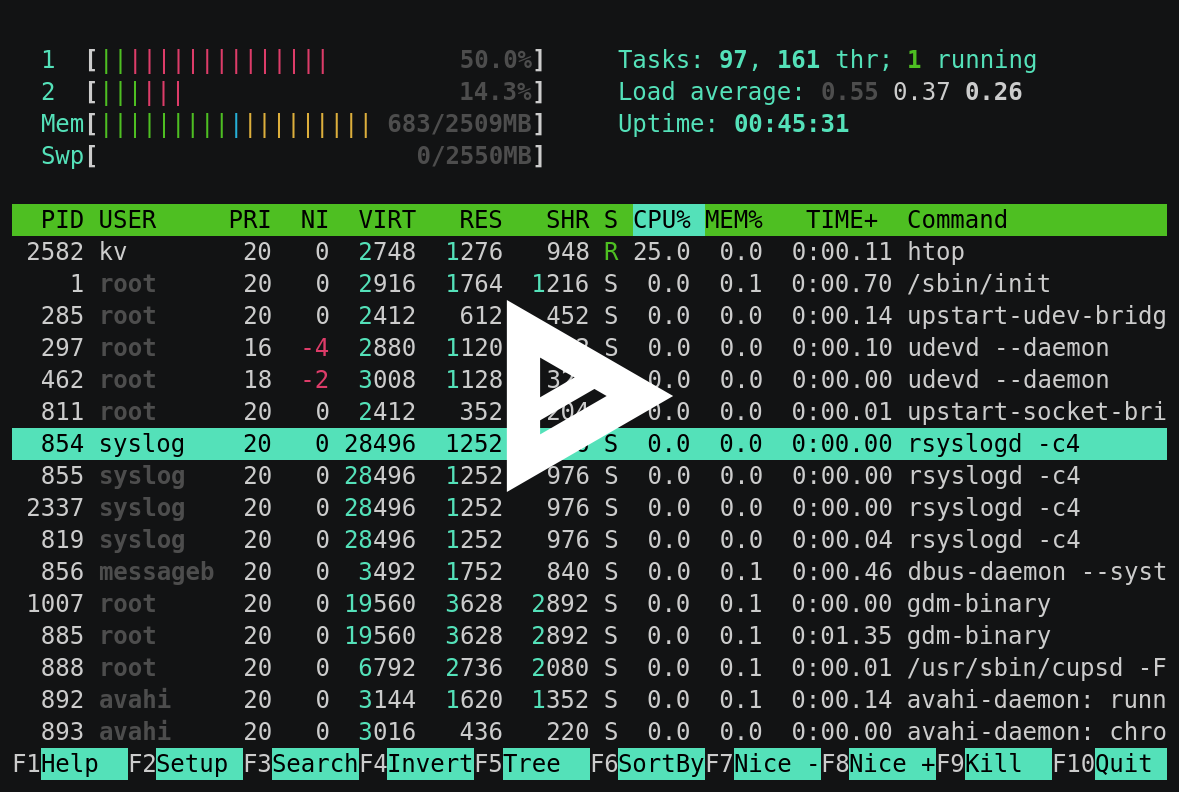 1 [||||||||||||||||         50.0%] Tasks: 97, 161 thr; 1 running
2 [||||||                   14.3%] Load average: 0.55 0.37 0.26
Mem[||||||||||||||||||| 683/2509MB] Uptime: 00:45:31
Swp[ 0/2550MB]
PID USER PRI NI VIRT RES SHR S CPU% MEM% TIME+ Command
2582 kv 20 0 2748 1276 948 R 25.0 0.0 0:00.11 htop
1 root 20 0 2916 1764 1216 S 0.0 0.1 0:00.70 /sbin/init
285 root 20 0 2412 612 452 S 0.0 0.0 0:00.14 upstart-udev-bridg
297 root 16 -4 2880 1120 S 0.0 0.0 0:00.10 udevd --daemon
462 root 18 -2 3008 1128 0.0 0.0 0:00.00 udevd --daemon
811 root 20 0 2412 352 204 0.0 0.0 0:00.01 upstart-socket-bri
854 syslog 20 0 28496 1252 S 0.0 0.0 0:00.00 rsyslogd -c4
855 syslog 20 0 28496 1252 976 S 0.0 0.0 0:00.00 rsyslogd -c4
2337 syslog 20 0 28496 1252 976 S 0.0 0.0 0:00.00 rsyslogd -c4
819 syslog 20 0 28496 1252 976 S 0.0 0.0 0:00.04 rsyslogd -c4
856 messageb 20 0 3492 1752 840 S 0.0 0.1 0:00.46 dbus-daemon --syst
1007 root 20 0 19560 3628 2892 S 0.0 0.1 0:00.00 gdm-binary
885 root 20 0 19560 3628 2892 S 0.0 0.1 0:01.35 gdm-binary
888 root 20 0 6792 2736 2080 S 0.0 0.1 0:00.01 /usr/sbin/cupsd -F
892 avahi 20 0 3144 1620 1352 S 0.0 0.1 0:00.14 avahi-daemon: runn
893 avahi 20 0 3016 436 220 S 0.0 0.0 0:00.00 avahi-daemon: chro
F1Help F2Setup F3SearchF4InvertF5Tree F6SortByF7Nice -F8Nice +F9Kill F10Quit